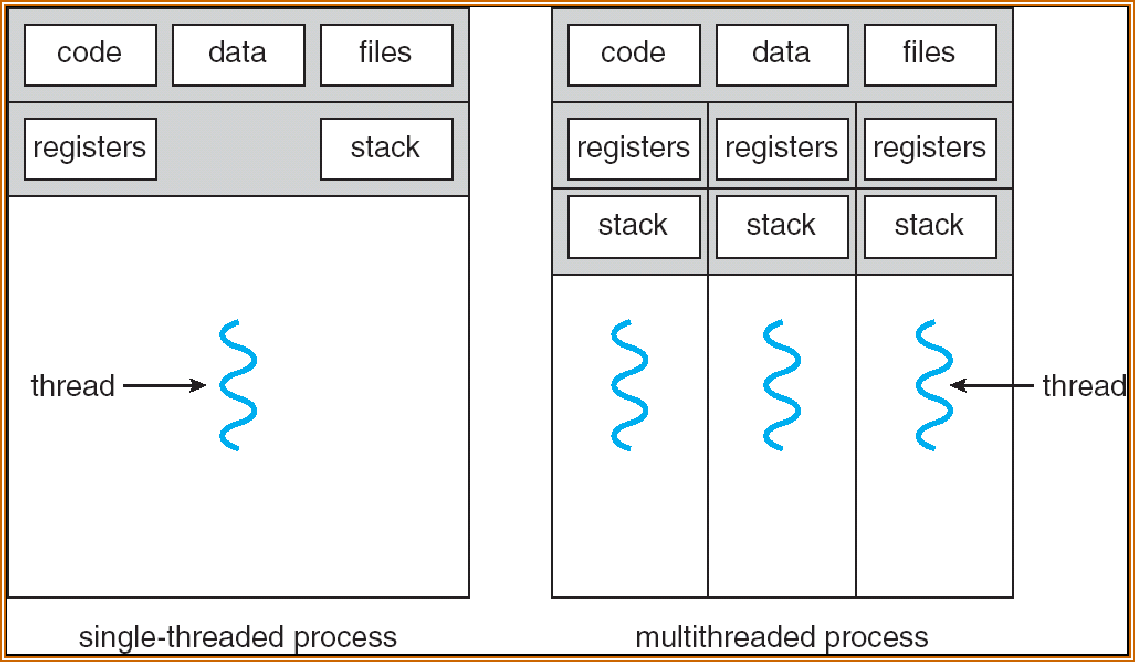 code data files
registers stack
thread
single-threaded process
code data files
registers registers registers
stack stack stack
thread
multithreaded process